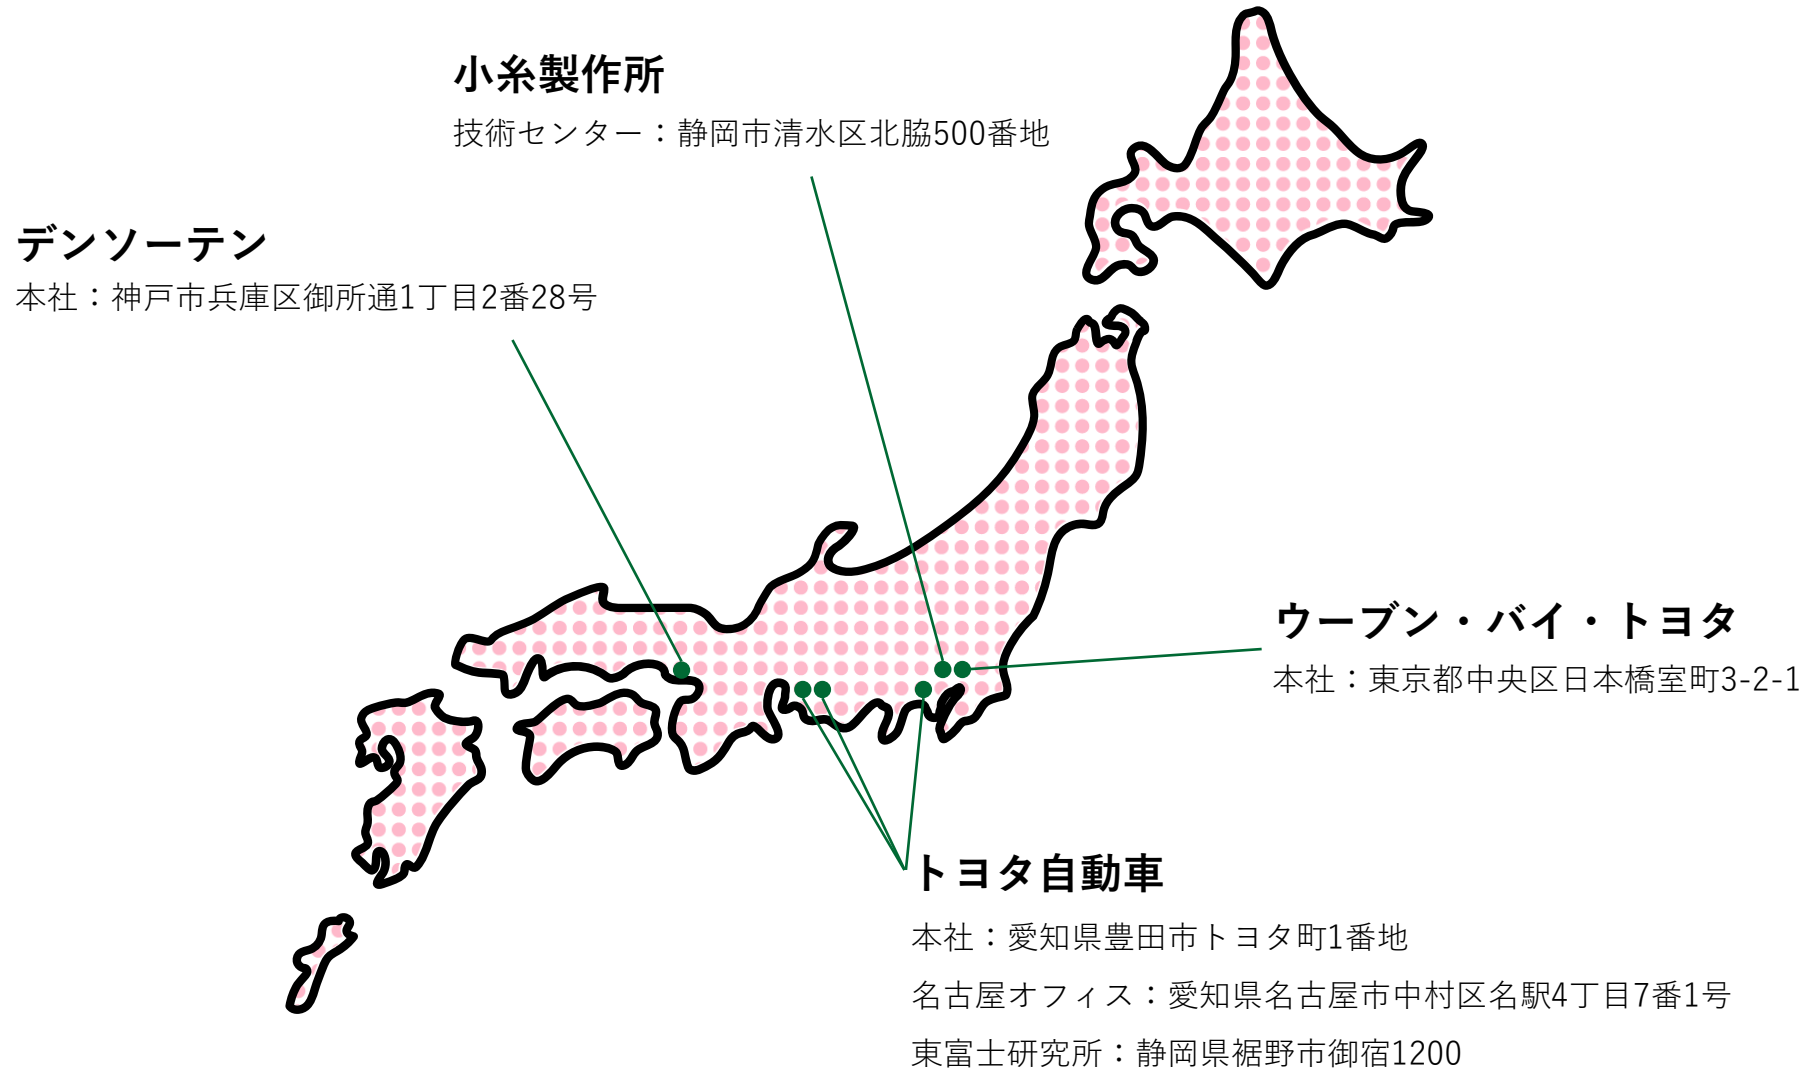 小糸製作所
技術センター：静岡市清水区北脇500番地
デンソーテン
本社：神戸市兵庫区御所通1丁目2番28号
ウーブン・バイ・トヨタ
本社：東京都中央区日本橋室町3-2-1
トヨタ自動車
本社：愛知県豊田市トヨタ町1番地
名古屋オフィス：愛知県名古屋市中村区名駅4丁目7番1号
東富士研究所：静岡県裾野市御宿1200